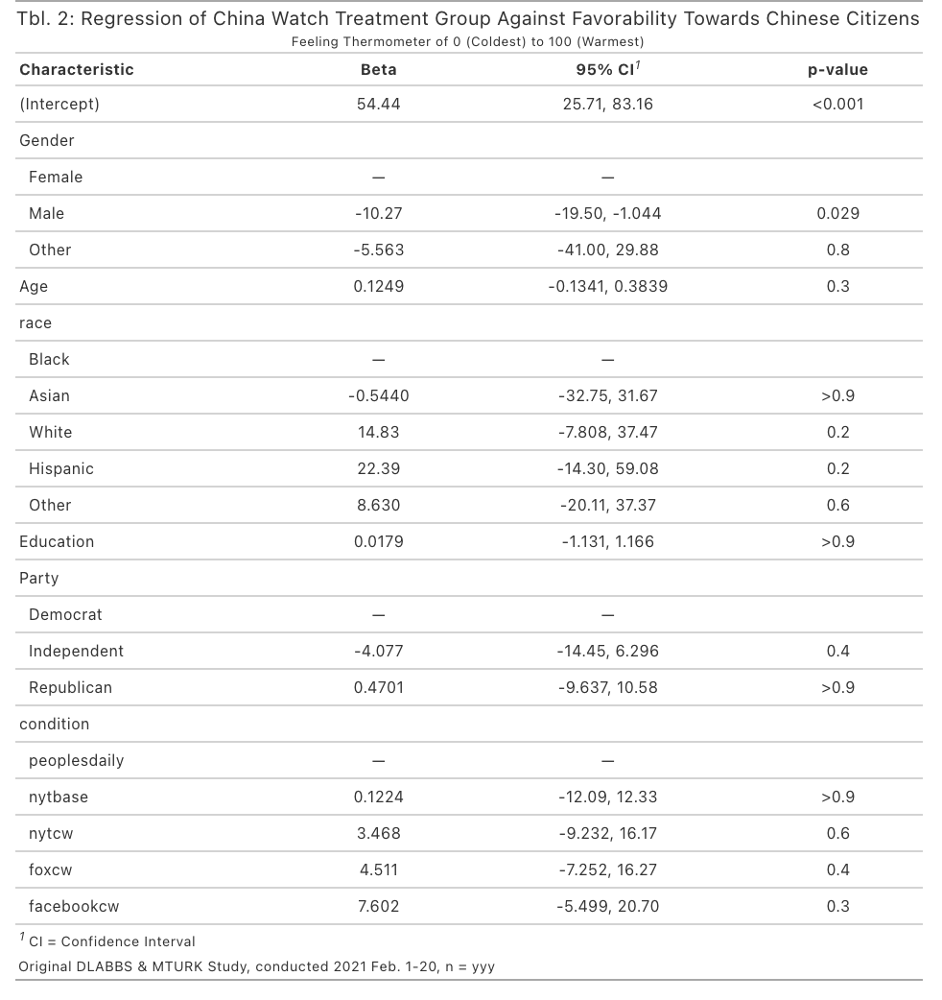 Tbl. 2: Regression of China Watch Treatment Group Against Favorability Towards Chinese Citizens
Feeling Thermometer of 0 (Coldest) to 100 (Warmest)
Characteristic Beta 95% CI1 p-value
(Intercept) 54.44 25.71, 83.16 <0.001
Gender
Female — —
Male -10.27 -19.50, -1.044 0.029
Other -5.563 -41.00, 29.88 0.8
Age 0.1249 -0.1341, 0.3839 0.3
race
Black — —
Asian -0.5440 -32.75, 31.67 >0.9
White 14.83 -7.808, 37.47 0.2
Hispanic 22.39 -14.30, 59.08 0.2
Other 8.630 -20.11, 37.37 0.6
Education 0.0179 -1.131, 1.166 >0.9
Party
Democrat — —
Independent -4.077 -14.45, 6.296 0.4
Republican 0.4701 -9.637, 10.58 >0.9
condition
peoplesdaily — —
nytbase 0.1224 -12.09, 12.33 >0.9
nytcw 3.468 -9.232, 16.17 0.6
foxcw 4.511 -7.252, 16.27 0.4
facebookcw 7.602 -5.499, 20.70 0.3
1 CI = Confidence Interval
Original DLABBS & MTURK Study, conducted 2021 Feb. 1-20, n = yyy